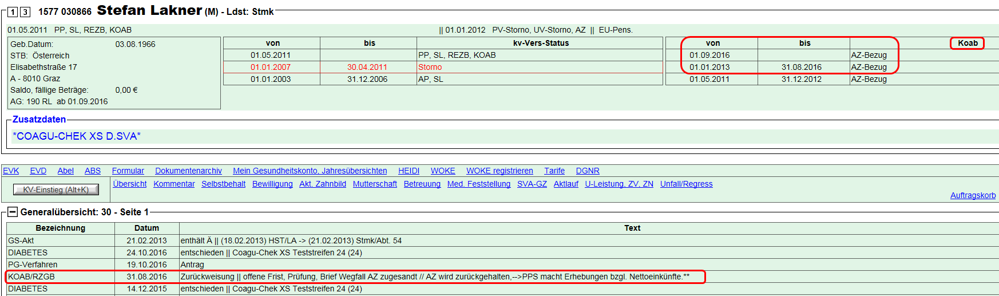 1 3 1577 030866 Stefan Lakner (M) - Ldst: Stmk
01.05.2011 PP, SL, REZB, KOAB || 01.01.2012 PV-Storno, UV-Storno, AZ || EU-Pens.
Geb.Datum: 03.08.1966
STB: Österreich
Elisabethstraße 17
A - 8010 Graz
Saldo, fällige Beträge: 0,00 €
AG: 190 RL ab 01.09.2016
von bis kv-Vers-Status
01.05.2011 PP, SL, REZB, KOAB
01.01.2007 30.04.2011 Storno
01.01.2003 31.12.2006 AP, SL
von bis Koab
01.09.2016 AZ-Bezug
01.01.2013 31.08.2016 AZ-Bezug
01.05.2011 31.12.2012 AZ-Bezug
Zusatzdaten
*COAGU-CHEK XS D.SVA*
EVK EVD Abel ABS Formular Dokumentenarchiv Mein Gesundheitskonto, Jahresübersichten HEIDI WOKE WOKE registrieren Tarife DGNR
KV-Einstieg (Alt+K) Übersicht Kommentar Selbstbehalt Bewilligung Akt. Zahnbild Mutterschaft Betreuung Med. Feststellung SVA-GZ Aktlauf U-Leistung, ZV, ZN Unfall/Regress
Auftragskorb
Generalübersicht: 30 - Seite 1
Bezeichnung Datum Text
GS-Akt 21.02.2013 enthält Ä || (18.02.2013) HST/LA -> (21.02.2013) Stmk/Abt. 54
DIABETES 24.10.2016 entschieden || Coagu-Chek XS Teststreifen 24 (24)
PG-Verfahren 19.10.2016 Antrag
KOAB/RZGB 31.08.2016 Zurückweisung || offene Frist, Prüfung, Brief Wegfall AZ zugesandt // AZ wird zurückgehalten,-->PPS macht Erhebungen bzgl. Nettoeinkünfte.**
DIABETES 14.12.2015 entschieden || Coagu-Chek XS Teststreifen 24 (24)